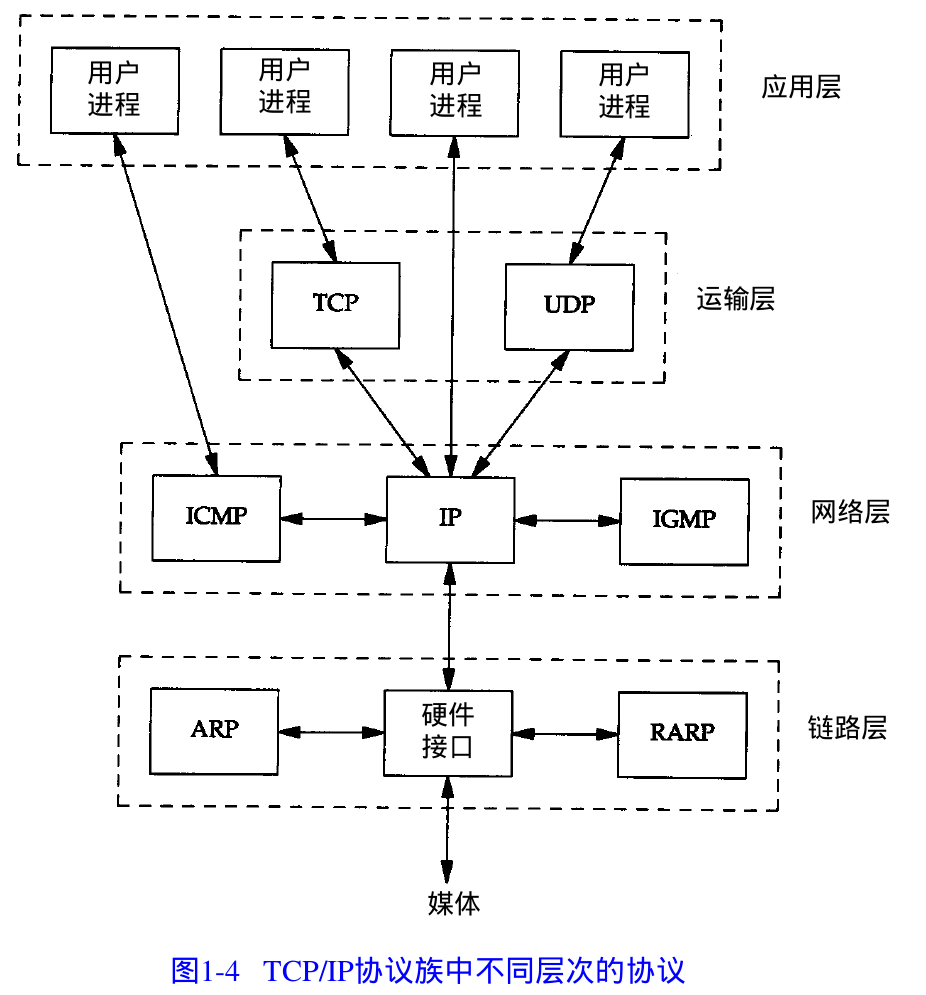 用户
进程
用户
进程
用户
进程
用户
进程
应用层
TCP
UDP
运输层
ICMP
IP
IGMP
网络层
ARP
硬件
接口
RARP
链路层
媒体
图1-4 TCP/IP协议族中不同层次的协议